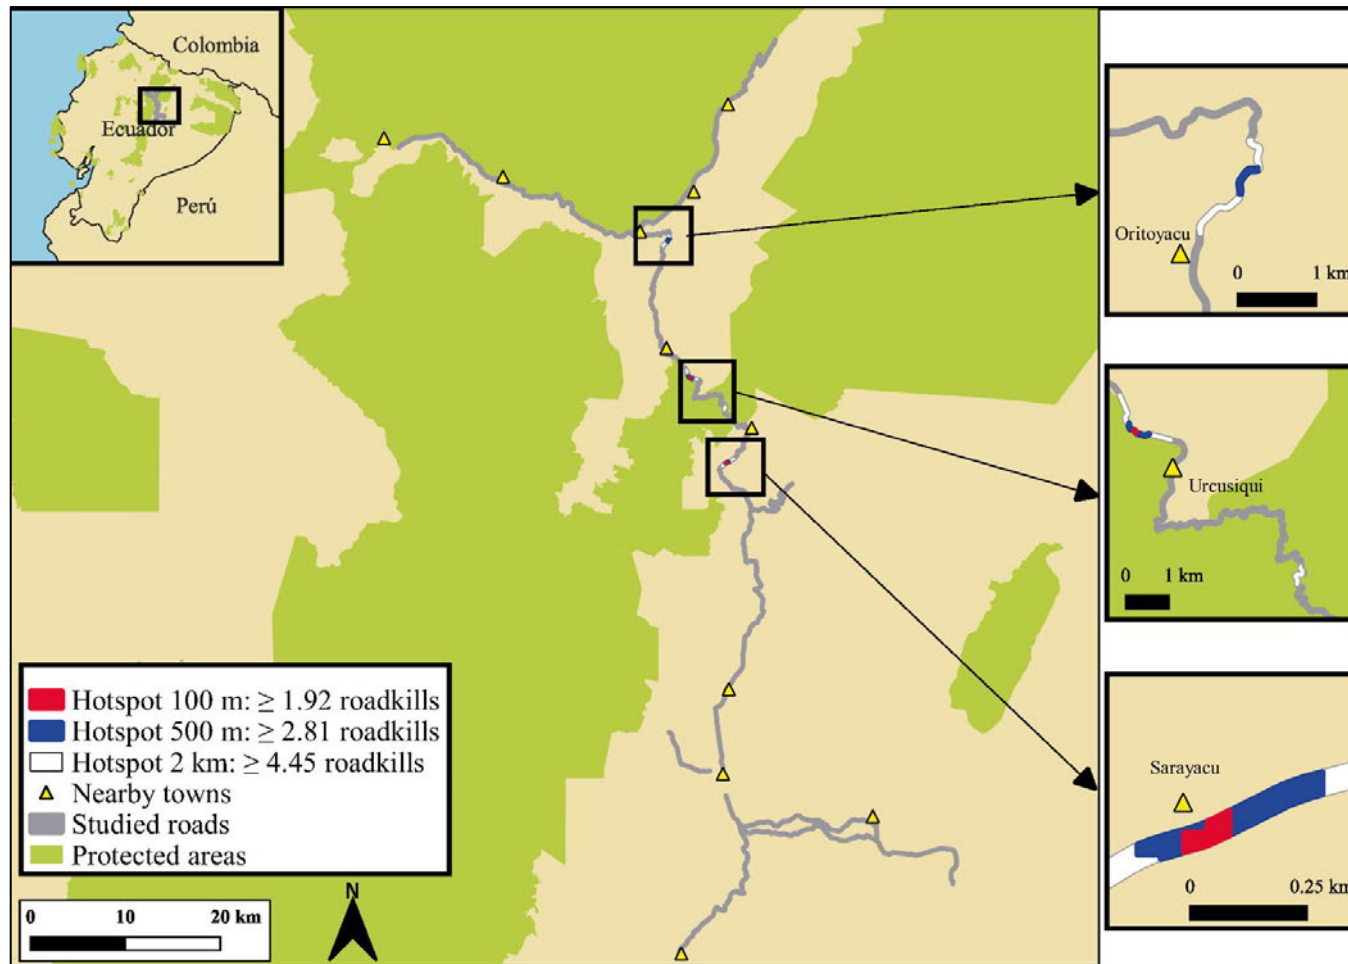 Colombia
Ecuador
Perú
Oritoyacu
0 1 km
Urcusiqui
0 1 km
Sarayacu
0 0.25 km
Hotspot 100 m: ≥ 1.92 roadkills
Hotspot 500 m: ≥ 2.81 roadkills
Hotspot 2 km: ≥ 4.45 roadkills
Nearby towns
Studied roads
Protected areas
0 10 20 km
N